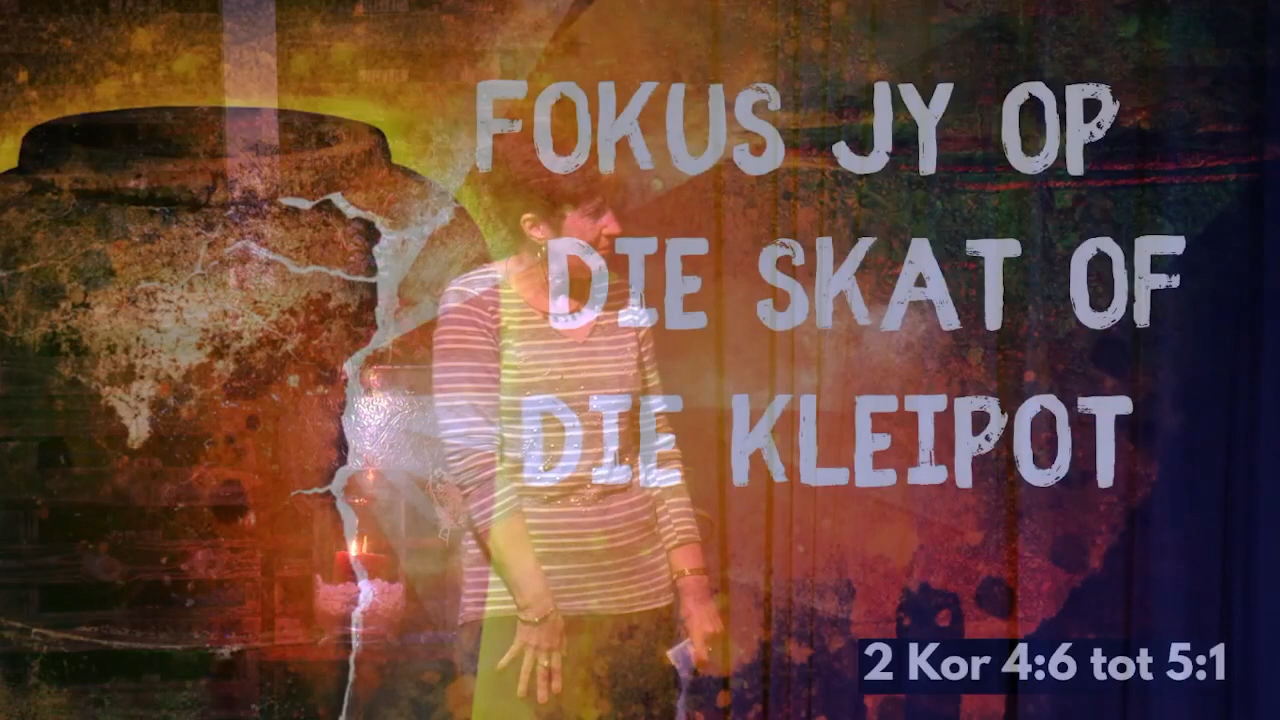 FOKUS JY OP
DIE SKAT OF
DIE KLEIPOT
2 Kor 4:6 tot 5:1